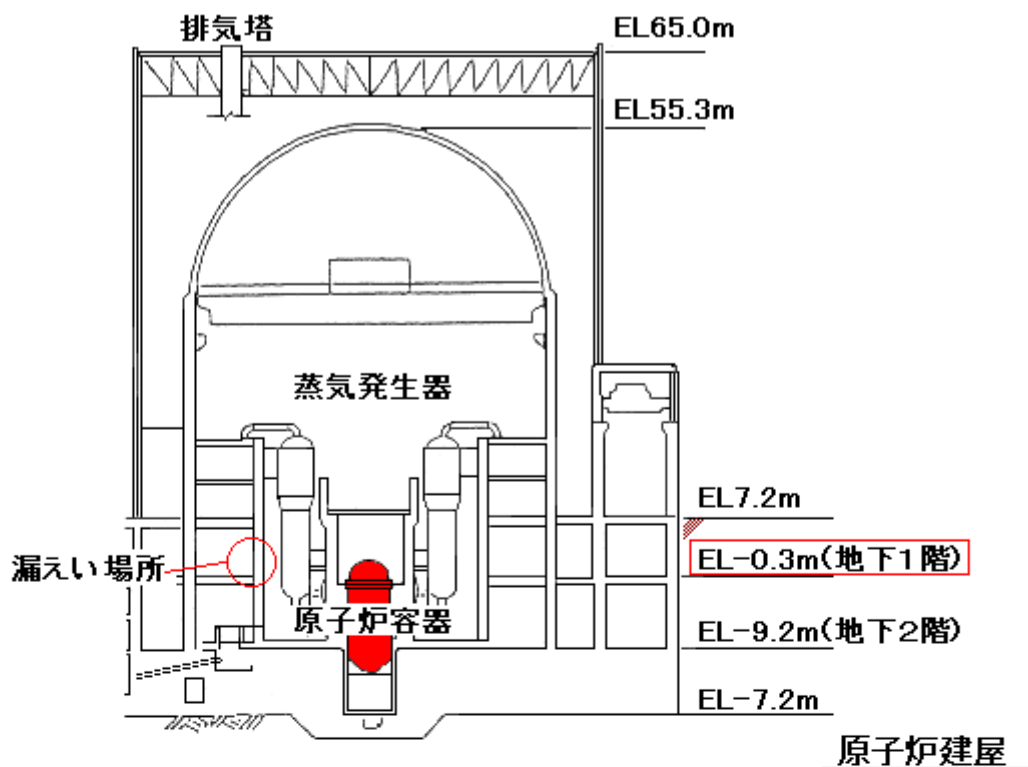 排気塔
EL65.0m
EL55.3m
蒸気発生器
EL7.2m
漏えい場所
EL-0.3m(地下1階)
原子炉容器
EL-9.2m(地下2階)
EL-7.2m
原子炉建屋